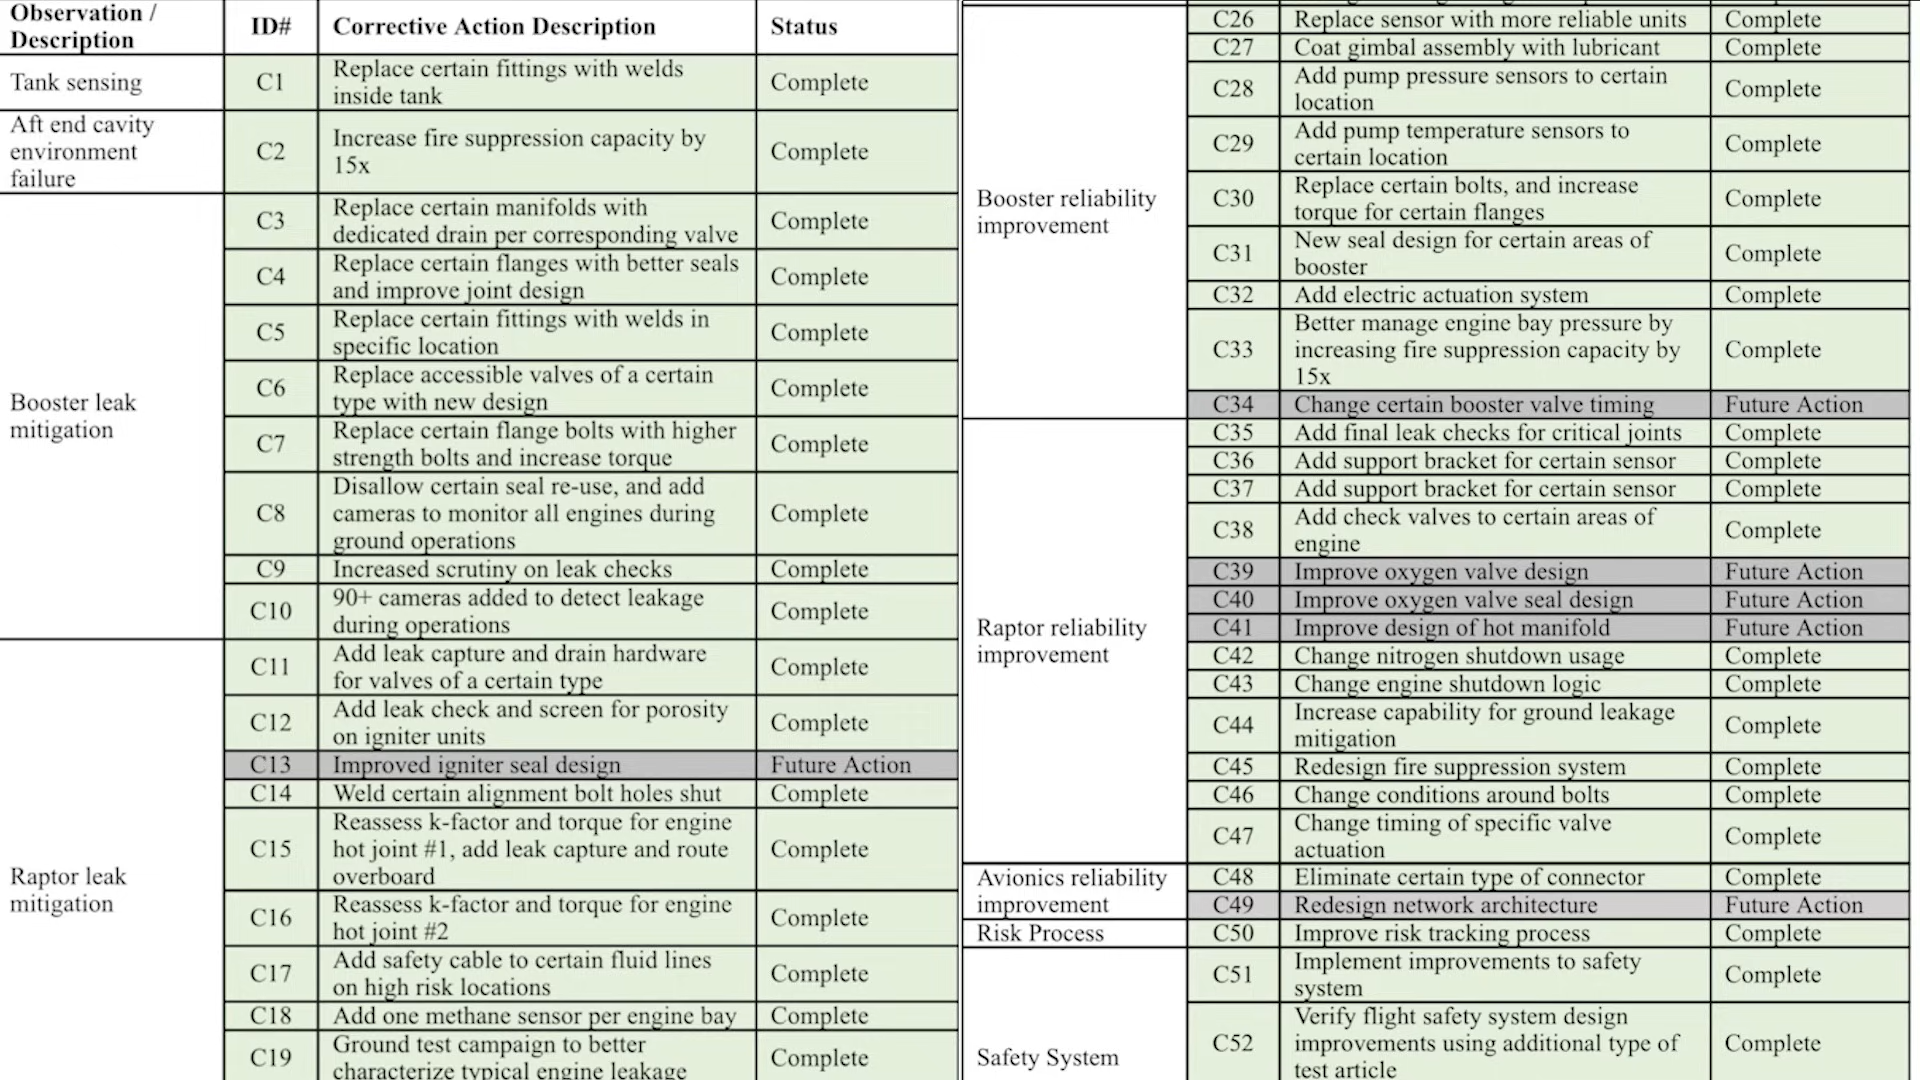 Observation /
Description
ID#
Corrective Action Description
Status
Tank sensing
C1
Replace certain fittings with welds
inside tank
Complete
Aft end cavity
environment
failure
C2
Increase fire suppression capacity by
15x
Complete
Booster leak
mitigation
C3
Replace certain manifolds with
dedicated drain per corresponding valve
Complete
C4
Replace certain flanges with better seals
and improve joint design
Complete
C5
Replace certain fittings with welds in
specific location
Complete
C6
Replace accessible valves of a certain
type with new design
Complete
C7
Replace certain flange bolts with higher
strength bolts and increase torque
Complete
C8
Disallow certain seal re-use, and add
cameras to monitor all engines during
ground operations
Complete
C9
Increased scrutiny on leak checks
Complete
C10
90+ cameras added to detect leakage
during operations
Complete
Raptor leak
mitigation
C11
Add leak capture and drain hardware
for valves of a certain type
Complete
C12
Add leak check and screen for porosity
on igniter units
Complete
C13
Improved igniter seal design
Future Action
C14
Weld certain alignment bolt holes shut
Complete
C15
Reassess k-factor and torque for engine
hot joint #1, add leak capture and route
overboard
Complete
C16
Reassess k-factor and torque for engine
hot joint #2
Complete
C17
Add safety cable to certain fluid lines
on high risk locations
Complete
C18
Add one methane sensor per engine bay
Complete
C19
Ground test campaign to better
characterize typical engine leakage
Complete
Booster reliability
improvement
C26
Replace sensor with more reliable units
Complete
C27
Coat gimbal assembly with lubricant
Complete
C28
Add pump pressure sensors to certain
location
Complete
C29
Add pump temperature sensors to
certain location
Complete
C30
Replace certain bolts, and increase
torque for certain flanges
Complete
C31
New seal design for certain areas of
booster
Complete
C32
Add electric actuation system
Complete
C33
Better manage engine bay pressure by
increasing fire suppression capacity by
15x
Complete
C34
Change certain booster valve timing
Future Action
Raptor reliability
improvement
C35
Add final leak checks for critical joints
Complete
C36
Add support bracket for certain sensor
Complete
C37
Add support bracket for certain sensor
Complete
C38
Add check valves to certain areas of
engine
Complete
C39
Improve oxygen valve design
Future Action
C40
Improve oxygen valve seal design
Future Action
C41
Improve design of hot manifold
Future Action
C42
Change nitrogen shutdown usage
Complete
C43
Change engine shutdown logic
Complete
C44
Increase capability for ground leakage
mitigation
Complete
C45
Redesign fire suppression system
Complete
C46
Change conditions around bolts
Complete
C47
Change timing of specific valve
actuation
Complete
Avionics reliability
improvement
C48
Eliminate certain type of connector
Complete
C49
Redesign network architecture
Future Action
Risk Process
C50
Improve risk tracking process
Complete
Safety System
C51
Implement improvements to safety
system
Complete
C52
Verify flight safety system design
improvements using additional type of
test article
Complete